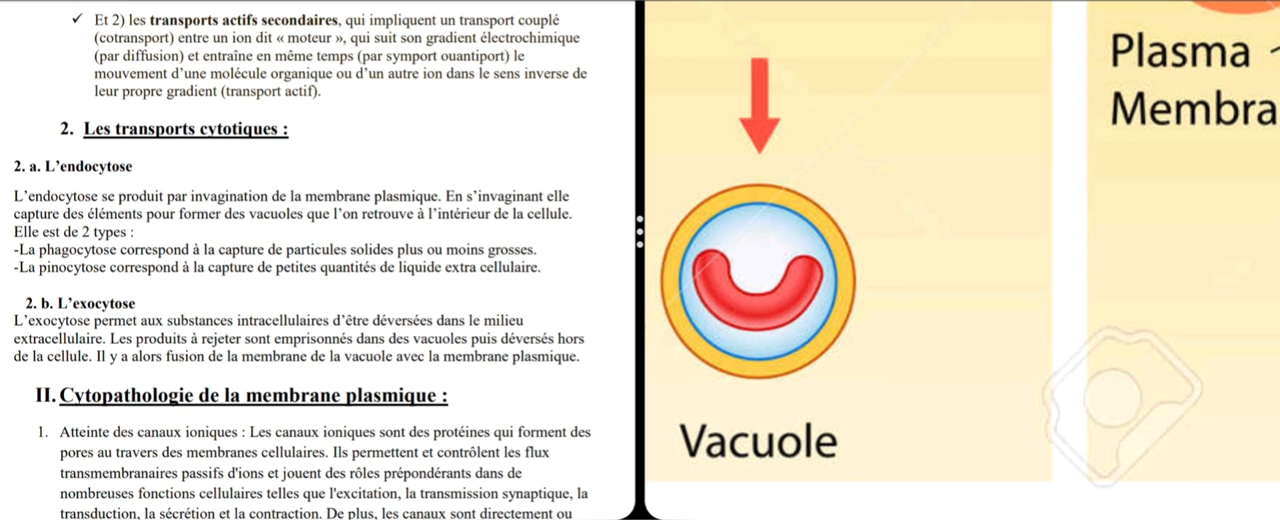 ✓ Et 2) les transports actifs secondaires, qui impliquent un transport couplé
(cotransport) entre un ion dit « moteur », qui suit son gradient électrochimique
(par diffusion) et entraîne en même temps (par symport ouantiport) le
mouvement d’une molécule organique ou d’un autre ion dans le sens inverse de
leur propre gradient (transport actif).
2. Les transports cytotiques :
2. a. L’endocytose
L’endocytose se produit par invagination de la membrane plasmique. En s’invaginant elle
capture des éléments pour former des vacuoles que l’on retrouve à l’intérieur de la cellule.
Elle est de 2 types :
-La phagocytose correspond à la capture de particules solides plus ou moins grosses.
-La pinocytose correspond à la capture de petites quantités de liquide extra cellulaire.
2. b. L’exocytose
L’exocytose permet aux substances intracellulaires d’être déversées dans le milieu
extracellulaire. Les produits à rejeter sont emprisonnés dans des vacuoles puis déversés hors
de la cellule. Il y a alors fusion de la membrane de la vacuole avec la membrane plasmique.
II. Cytopathologie de la membrane plasmique :
1. Atteinte des canaux ioniques : Les canaux ioniques sont des protéines qui forment des
pores au travers des membranes cellulaires. Ils permettent et contrôlent les flux
transmembranaires passifs d'ions et jouent des rôles prépondérants dans de
nombreuses fonctions cellulaires telles que l'excitation, la transmission synaptique, la
transduction, la sécrétion et la contraction. De plus, les canaux sont directement ou
Vacuole
Plasma
Membra